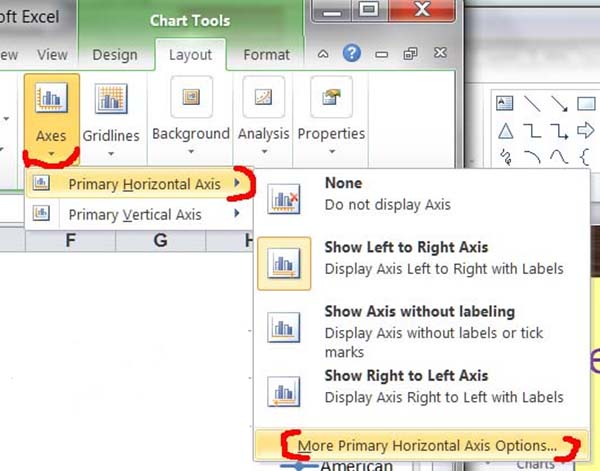 oft Excel
Chart Tools
ew View Design Layout Format
Axes Gridlines Background Analysis Properties
Primary Horizontal Axis
Primary Vertical Axis
F G H
None
Do not display Axis
Show Left to Right Axis
Display Axis Left to Right with Labels
Show Axis without labeling
Display Axis without labels or tick
marks
Show Right to Left Axis
Display Axis Right to Left with Labels
More Primary Horizontal Axis Options...
American
Charts
e